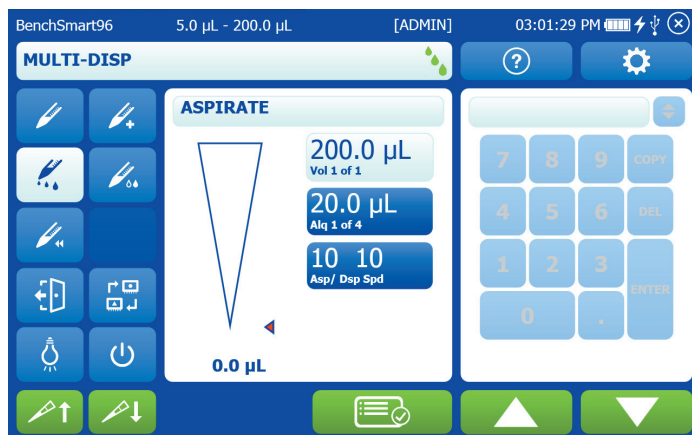 BenchSmart96 5.0 µL - 200.0 µL [ADMIN] 03:01:29 PM
MULTI-DISP
?
ASPIRATE
200.0 µL
Vol 1 of 1
20.0 µL
Alq 1 of 4
10 10
Asp/ Dsp Spd
0.0 µL
7 8 9 COPY
4 5 6 DEL
1 2 3
ENTER
0 .